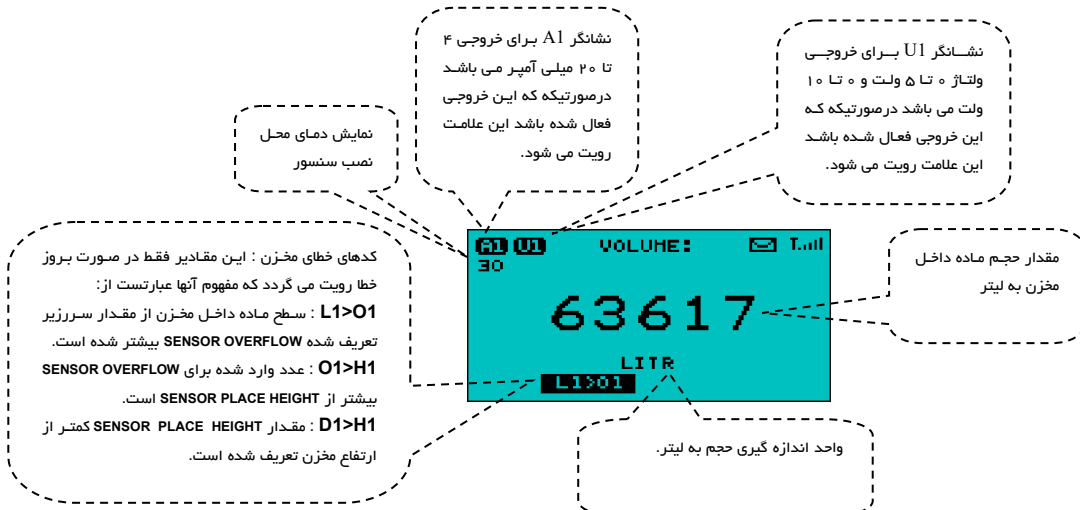 نشانگر A1 برای خروجی ۴
تا ۲۰ میلی آمپر می باشد
درصورتیکه که این خروجی
فعال شده باشد این علامت
رویت می شود.
نشانگر U1 برای خروجی
ولتاژ ۰ تا ۵ ولت و ۰ تا ۱۰
ولت می باشد درصورتیکه که
این خروجی فعال شده باشد
این علامت رویت می شود.
نمایش دمای محل
نصب سنسور
کدهای خطای مخزن : این مقادیر فقط در صورت بروز
خطا رویت می گردد که مفهوم آنها عبارتست از:
L1>O1 : سطح ماده داخل مخزن از مقدار سرریز
تعریف شده SENSOR OVERFLOW بیشتر شده است.
O1>H1 : عدد وارد شده برای SENSOR OVERFLOW
بیشتر از SENSOR PLACE HEIGHT است.
D1>H1 : مقدار SENSOR PLACE HEIGHT کمتر از
ارتفاع مخزن تعریف شده است.
A1 U1 VOLUME: T
30
63617
LITR
L1>O1
مقدار حجم ماده داخل
مخزن به لیتر
واحد اندازه گیری حجم به لیتر.